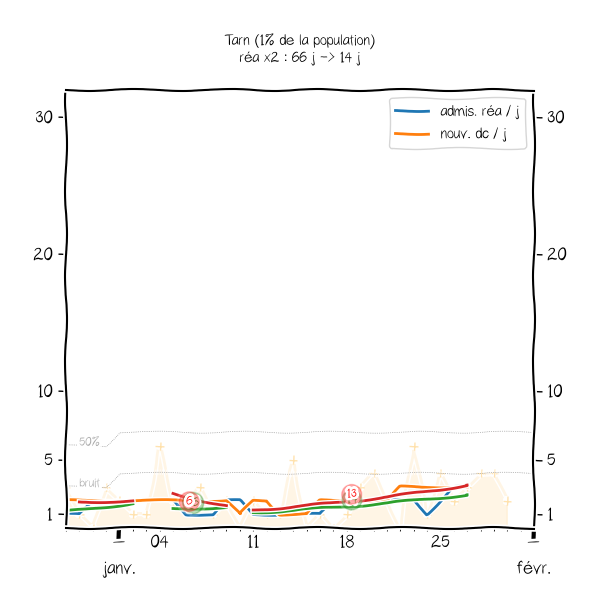 Tarn (1% de la population)
réa x2 : 66 j -> 14 j
admis. réa / j
nouv. dc / j
30
30
20
20
10
10
50%
5
5
bruit
6
13
1
1
04
11
18
25
janv.
févr.